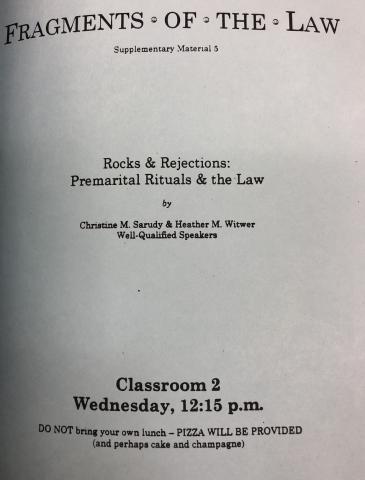 FRAGMENTS • OF • THE • LAW
Supplementary Material 5
Rocks & Rejections:
Premarital Rituals & the Law
by
Christine M. Sarudy & Heather M. Witwer
Well-Qualified Speakers
Classroom 2
Wednesday, 12:15 p.m.
DO NOT bring your own lunch – PIZZA WILL BE PROVIDED
(and perhaps cake and champagne)